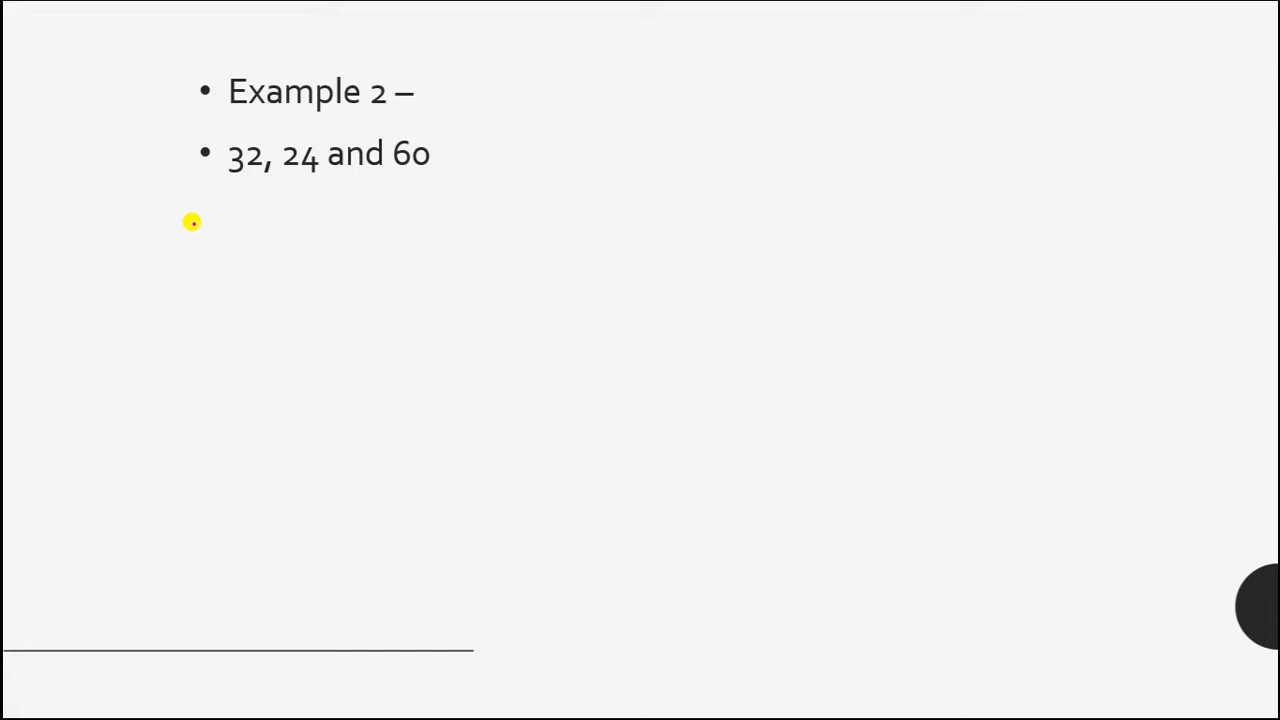 • Example 2 –
• 32, 24 and 60